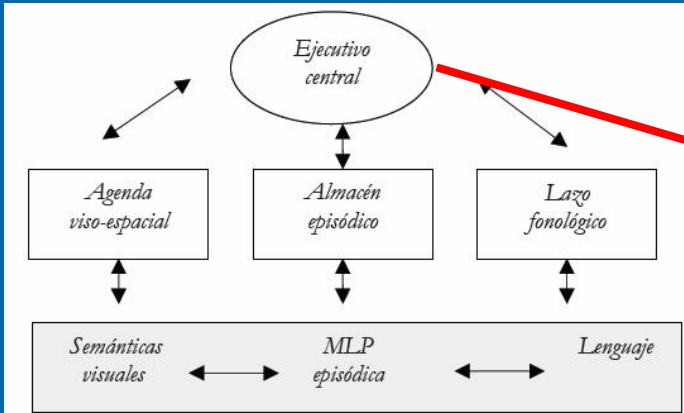 Ejecutivo
central
Agenda
viso-espacial
Almacén
episódico
Lazo
fonológico
Semánticas
visuales
MLP
episódica
Lenguaje